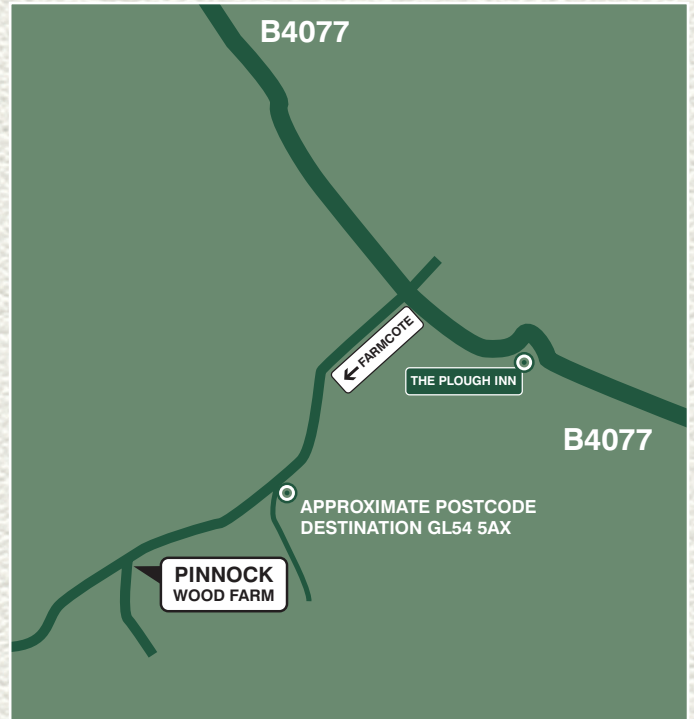 B4077
FARMCOTE
THE PLOUGH INN
B4077
APPROXIMATE POSTCODE
DESTINATION GL54 5AX
PINNOCK
WOOD FARM